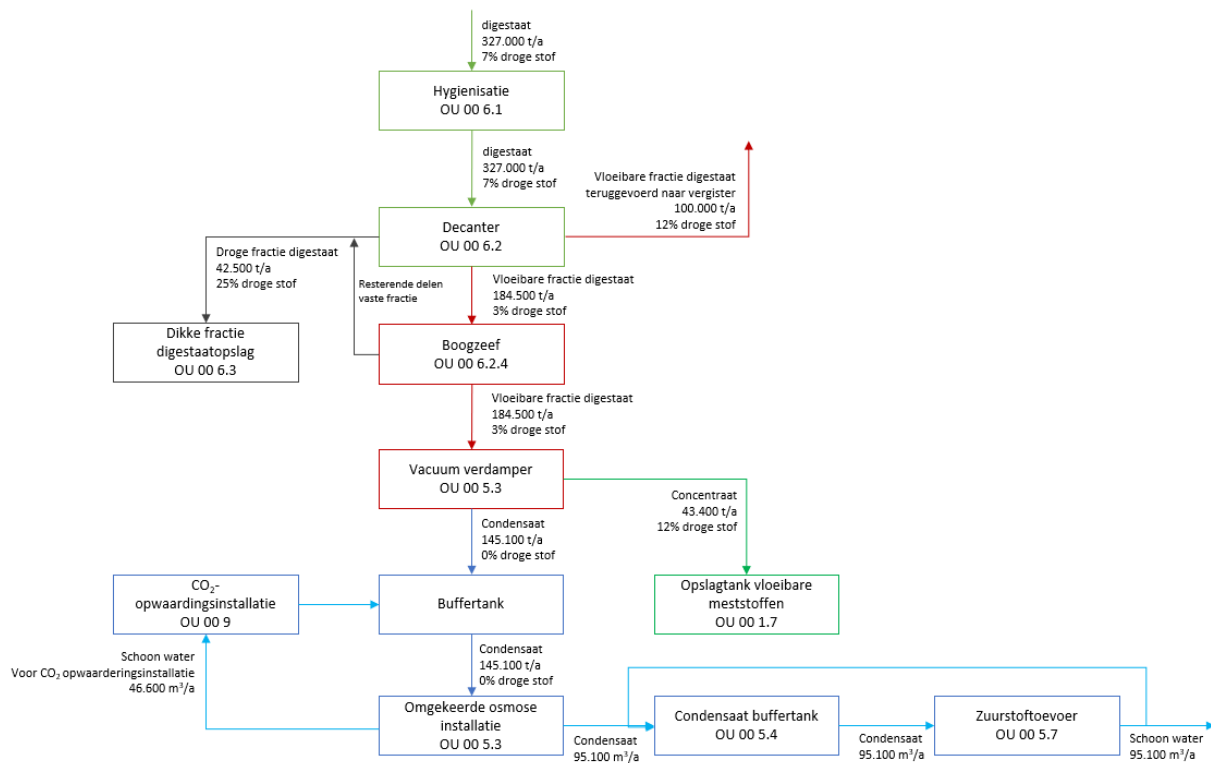 digestaat
327.000 t/a
7% droge stof
Hygienisatie
OU 00 6.1
digestaat
327.000 t/a
7% droge stof
Vloeibare fractie digestaat
teruggevoerd naar vergister
100.000 t/a
12% droge stof
Decanter
OU 00 6.2
Droge fractie digestaat
42.500 t/a
25% droge stof
Resterende delen
vaste fractie
Vloeibare fractie digestaat
184.500 t/a
3% droge stof
Dikke fractie
digestaatopslag
OU 00 6.3
Boogzeef
OU 00 6.2.4
Vloeibare fractie digestaat
184.500 t/a
3% droge stof
Vacuum verdamper
OU 00 5.3
Concentraat
43.400 t/a
12% droge stof
Condensaat
145.100 t/a
0% droge stof
CO₂-
opwaardingsinstallatie
OU 00 9
Buffertank
Opslagtank vloeibare
meststoffen
OU 00 1.7
Schoon water
Voor CO₂ opwaarderingsinstallatie
46.600 m³/a
Condensaat
145.100 t/a
0% droge stof
Omgekeerde osmose
installatie
OU 00 5.3
Condensaat
95.100 m³/a
Condensaat buffertank
OU 00 5.4
Condensaat
95.100 m³/a
Zuurstoftoevoer
OU 00 5.7
Schoon water
95.100 m³/a